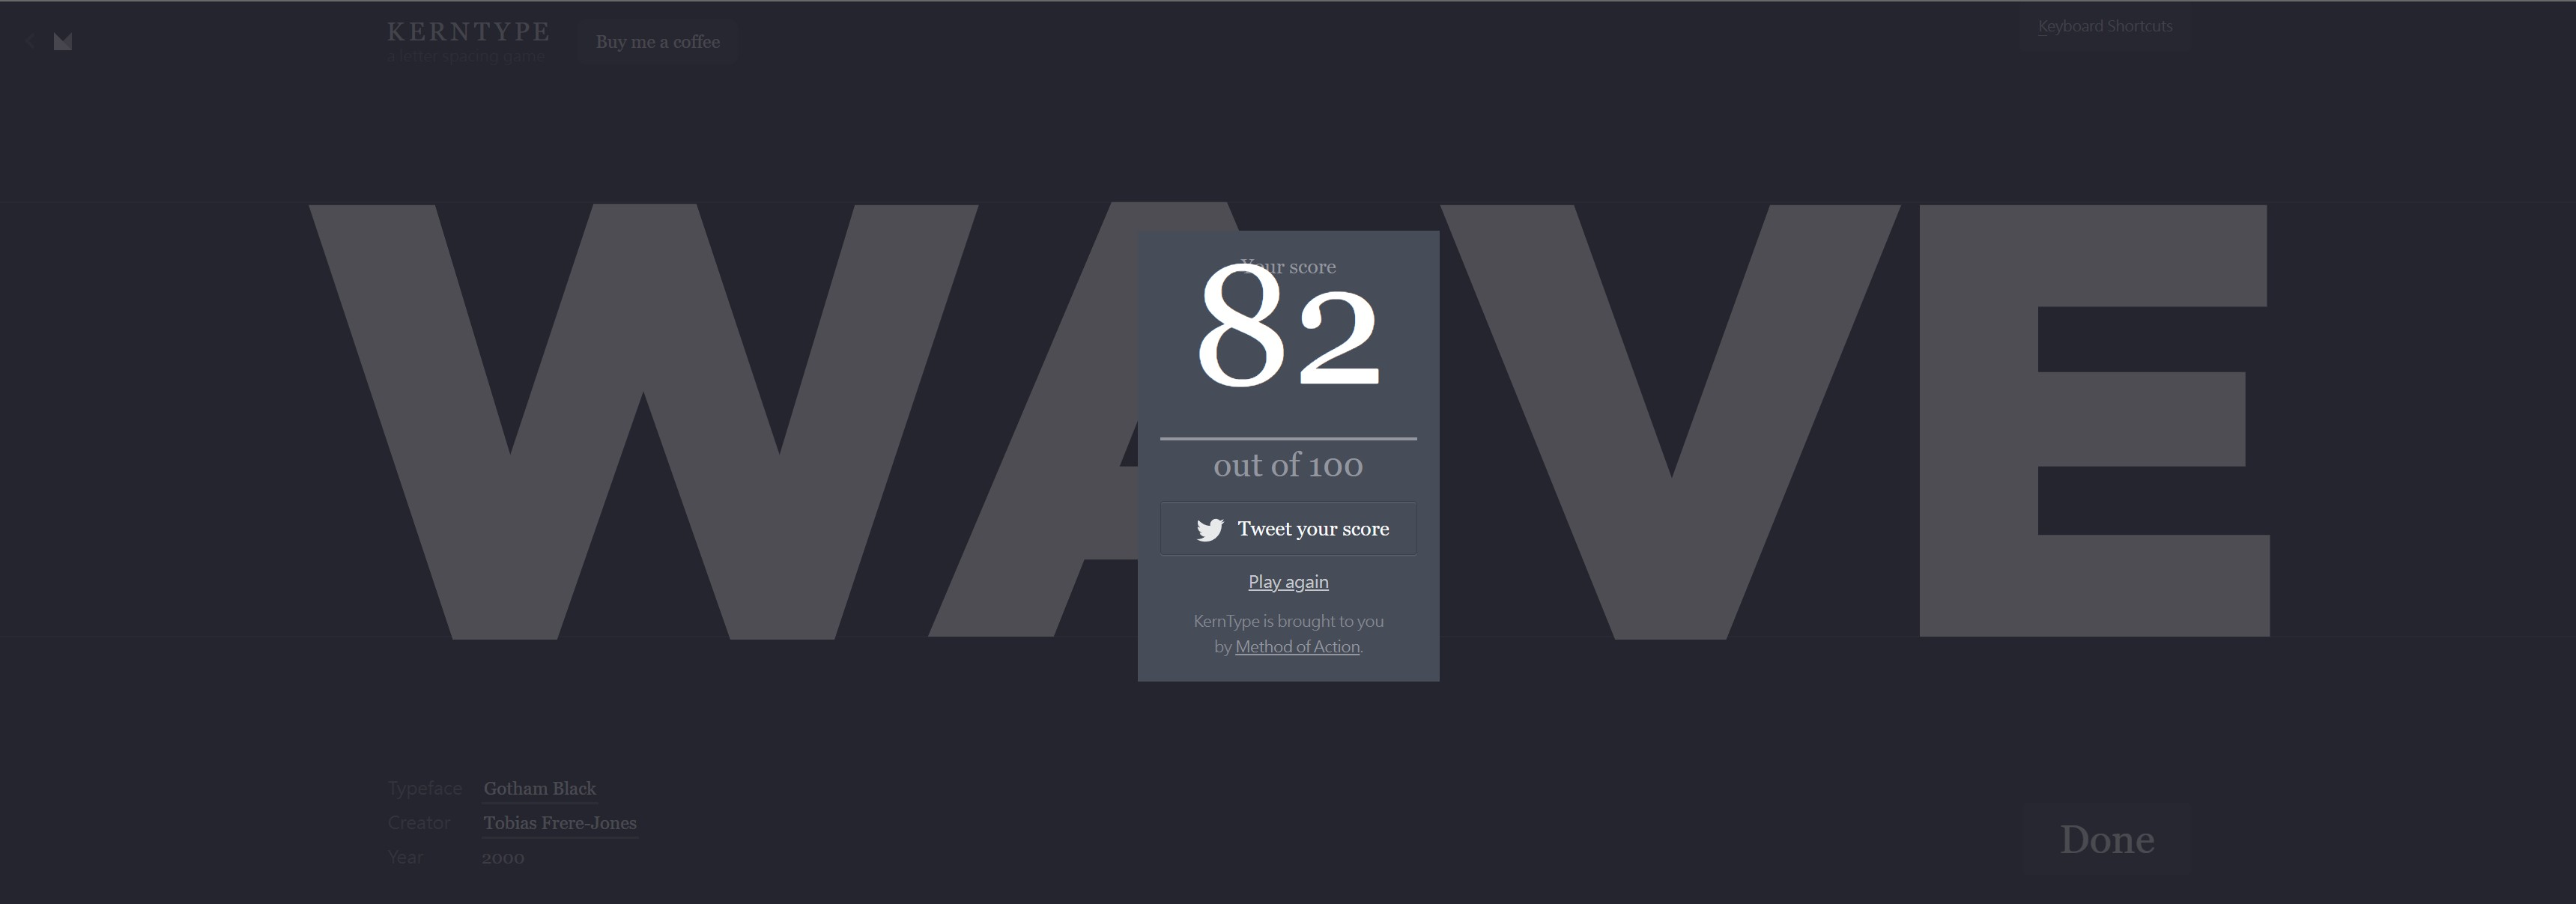 KERNTYPE
a letter spacing game
Buy me a coffee
Keyboard Shortcuts
WAVE
Your score
82
out of 100
Tweet your score
Play again
KernType is brought to you
by Method of Action.
Typeface Gotham Black
Creator Tobias Frere-Jones
Year 2000
Done